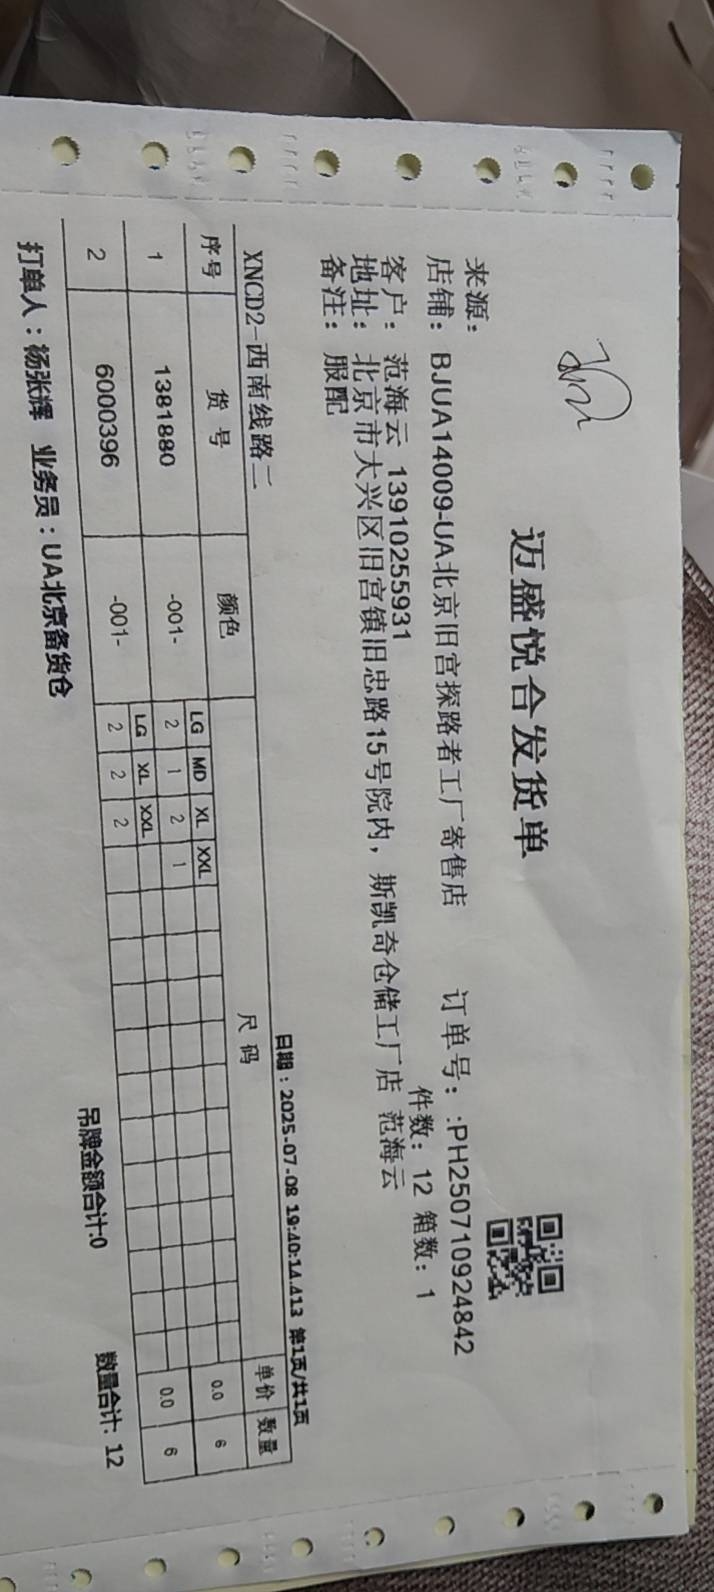 迈盛悦合发货单
来源：
店铺：BJUA14009-UA北京旧宫探路者工厂寄售店 订单号：:PH250710924842
客户：范海云 13910255931 件数：12 箱数：1
地址：北京市大兴区旧宫镇旧忠路15号院内，斯凯奇仓储工厂店 范海云
备注：服配
日期：2025-07-08 19:40:14.413 第1页/共1页
XNCD2-西南线路二
序号 货号 颜色 尺码 单价 数量
LG MD XL XXL
1 1381880 -001- 2 1 2 1 0.0 6
LG XL XXL
2 6000396 -001- 2 2 2 0.0 6
吊牌金额合计:0 数量合计: 12
打单人：杨张辉 业务员：UA北京备货仓